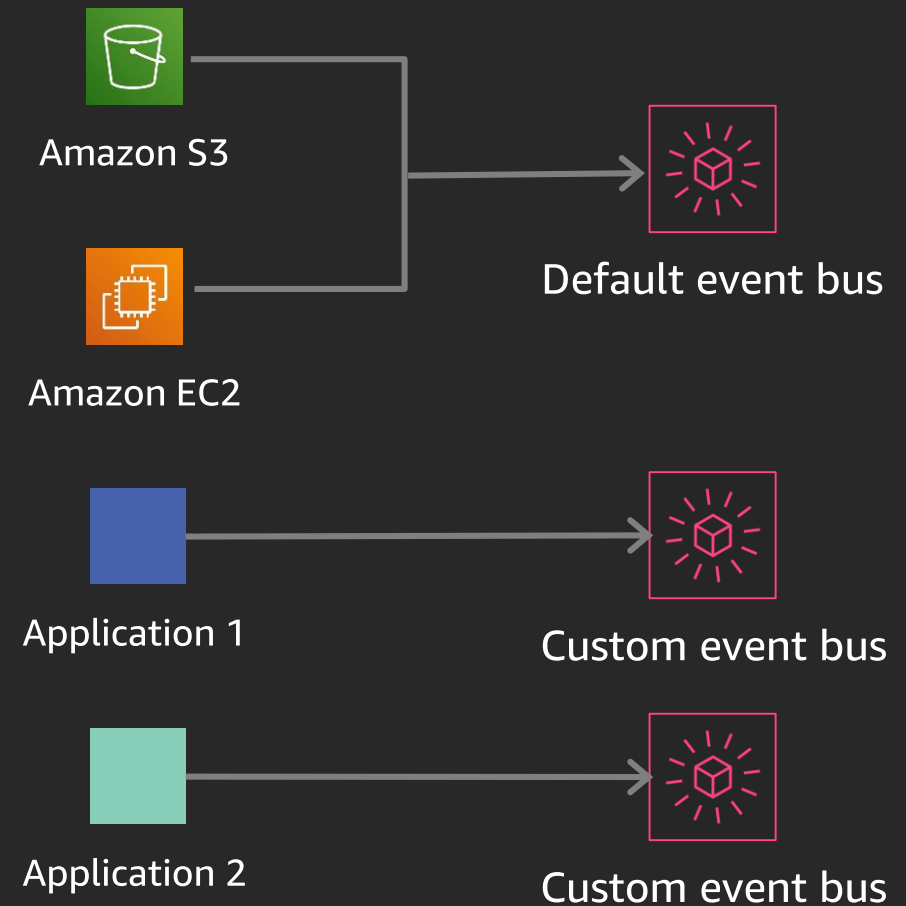 Amazon S3
Default event bus
Amazon EC2
Application 1
Custom event bus
Application 2
Custom event bus